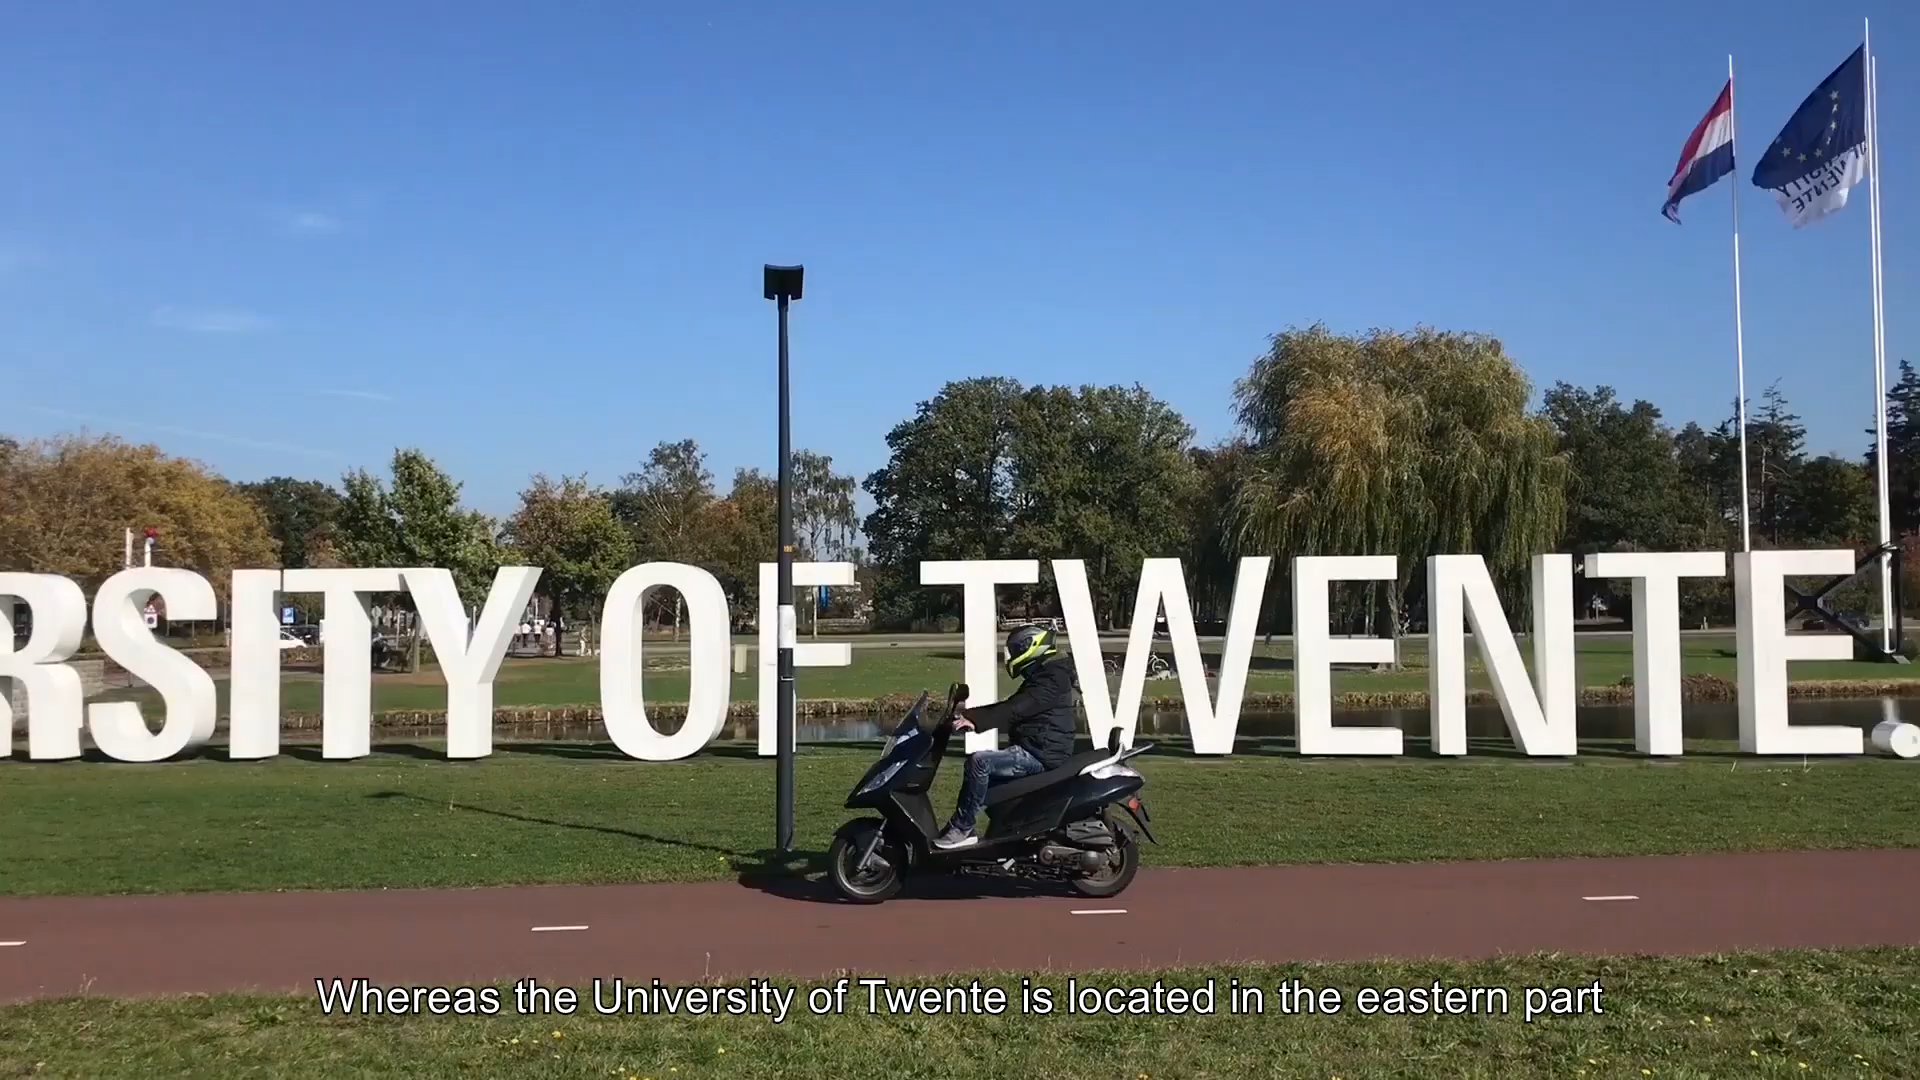 RSITY OF TWENTE.
Whereas the University of Twente is located in the eastern part